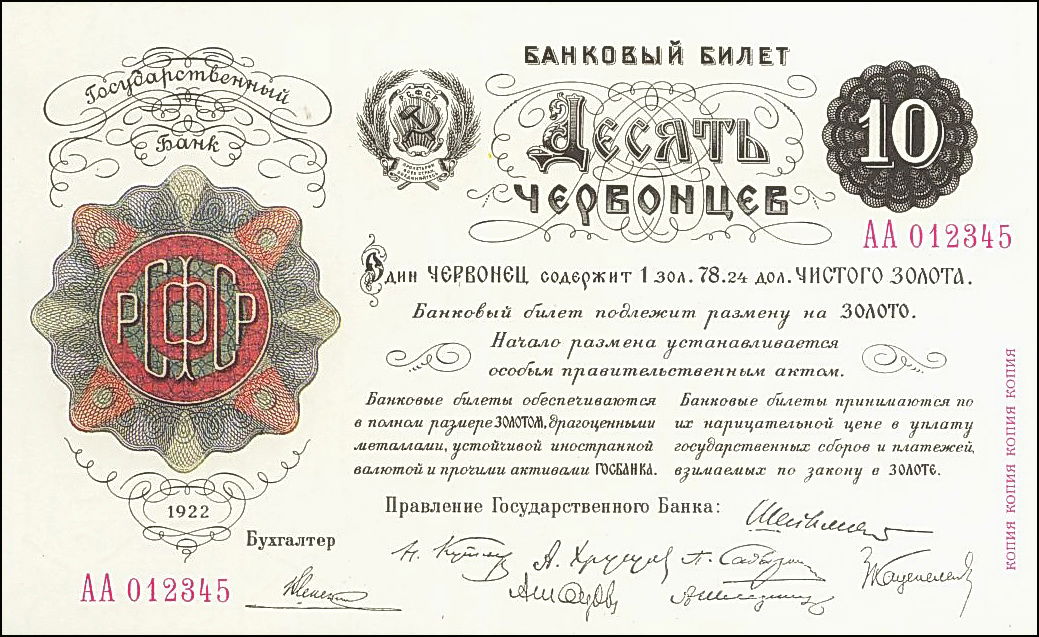 Государственный
Банк
РСФСР
1922
АА 012345
БАНКОВЫЙ БИЛЕТ
РСФСР
ДЕСЯТЬ
ЧЕРВОНЦЕВ
10
АА 012345
Один ЧЕРВОНЕЦ содержит 1 зол. 78.24 дол. ЧИСТОГО ЗОЛОТА.
Банковый билет подлежит размену на ЗОЛОТО.
Начало размена устанавливается
особым правительственным актом.
Банковые билеты обеспечиваются
в полном размере ЗОЛОТОМ, драгоценными
металлами, устойчивой иностранной
валютой и прочими активами ГОСБАНКА.
Банковые билеты принимаются по
их нарицательной цене в уплату
государственных сборов и платежей,
взимаемых по закону в ЗОЛОТЕ.
Правление Государственного Банка:
Бухгалтер
КОПИЯ КОПИЯ КОПИЯ КОПИЯ